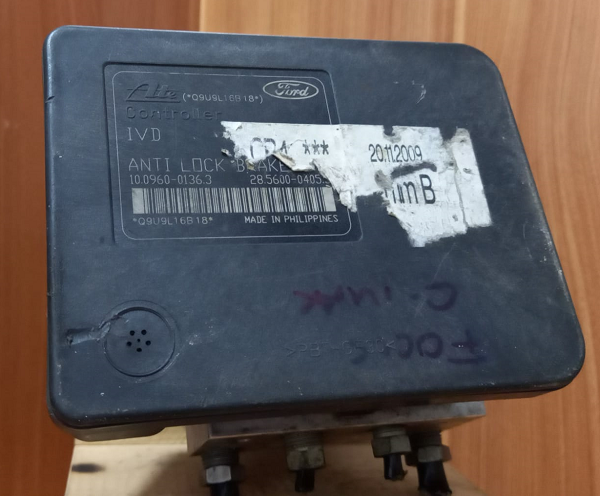 Ate (*Q9U9L16B18*) Ford
Controller
IVD
*** 20.11.2009
ANTI LOCK BRAKE
B
10.0960-0136.3 28.5600-0405.
*Q9U9L16B18* MADE IN PHILIPPINES
C-MAX
FOCUS